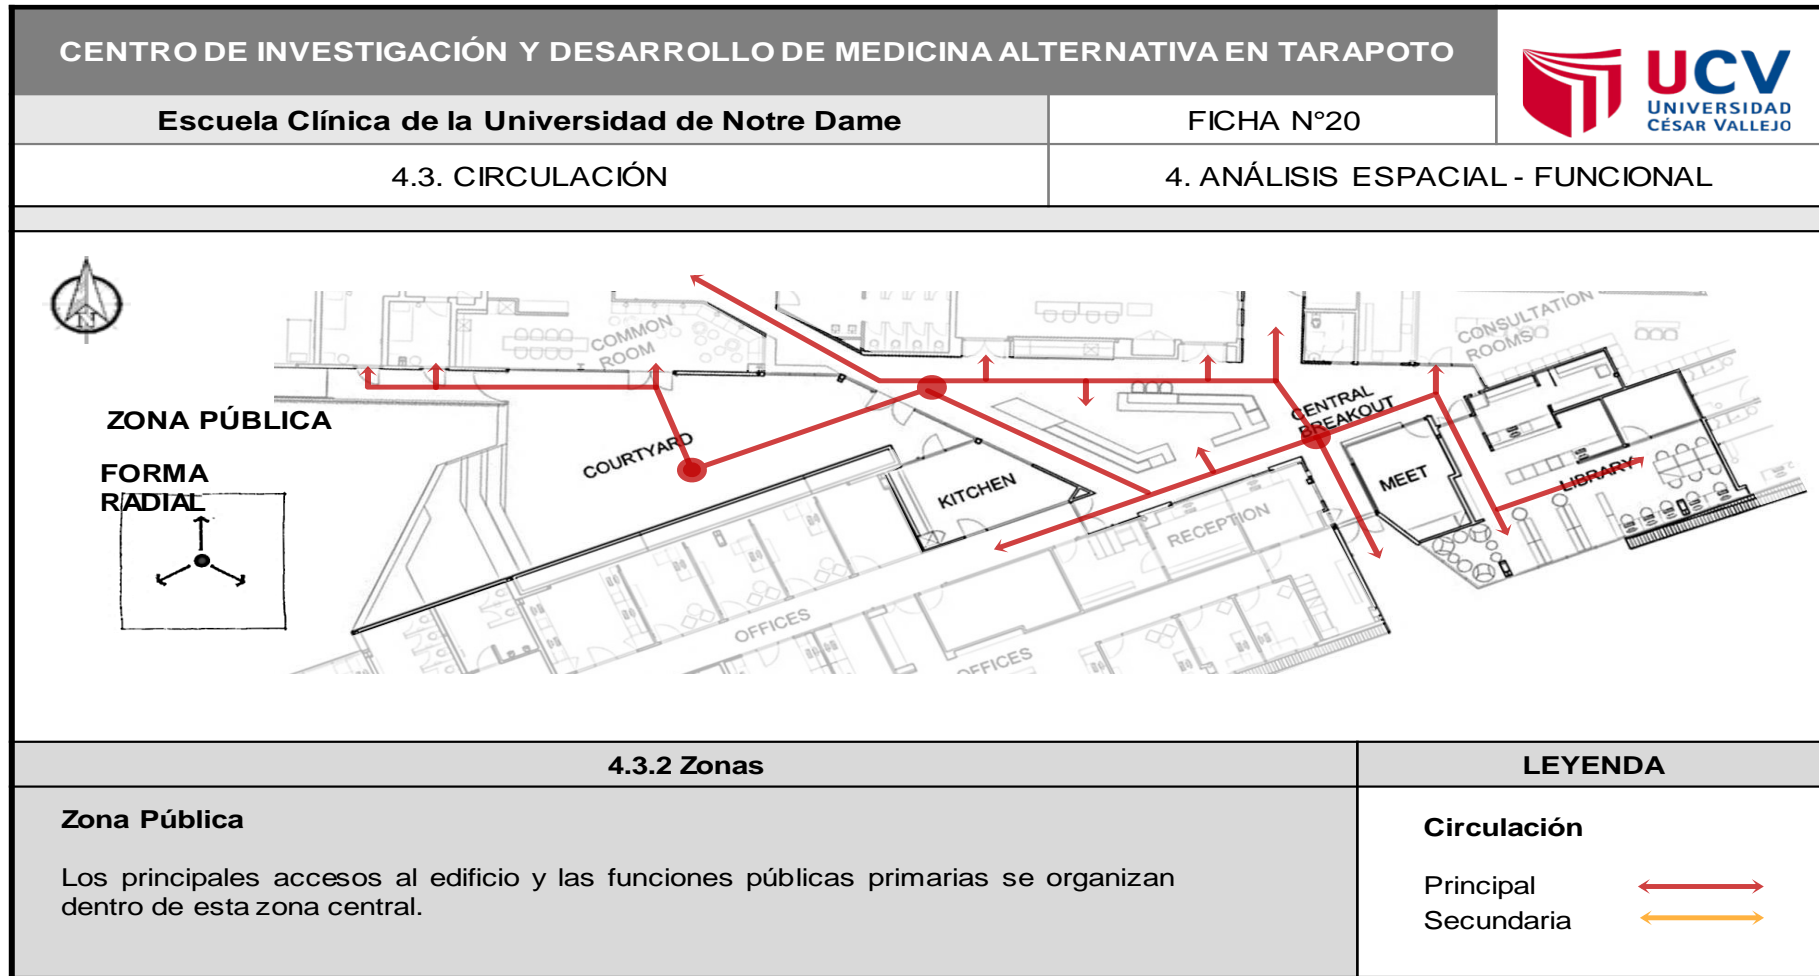 CENTRO DE INVESTIGACIÓN Y DESARROLLO DE MEDICINA ALTERNATIVA EN TARAPOTO
UCV
UNIVERSIDAD
CÉSAR VALLEJO
Escuela Clínica de la Universidad de Notre Dame
FICHA N°20
4.3. CIRCULACIÓN
4. ANÁLISIS ESPACIAL - FUNCIONAL
N
COMMON
ROOM
CONSULTATION
ROOMS
ZONA PÚBLICA
CENTRAL
BREAKOUT
COURTYARD
FORMA
RADIAL
KITCHEN
MEET
LIBRARY
RECEPTION
OFFICES
OFFICES
4.3.2 Zonas
LEYENDA
Zona Pública
Los principales accesos al edificio y las funciones públicas primarias se organizan
dentro de esta zona central.
Circulación
Principal
Secundaria